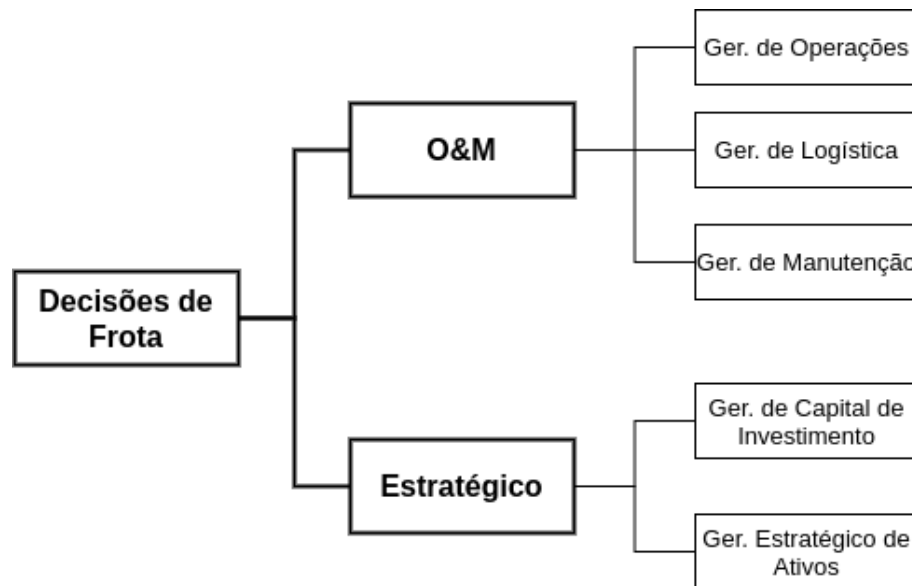 Ger. de Operações
O&M
Ger. de Logística
Ger. de Manutenção
Decisões de
Frota
Ger. de Capital de
Investimento
Estratégico
Ger. Estratégico de
Ativos